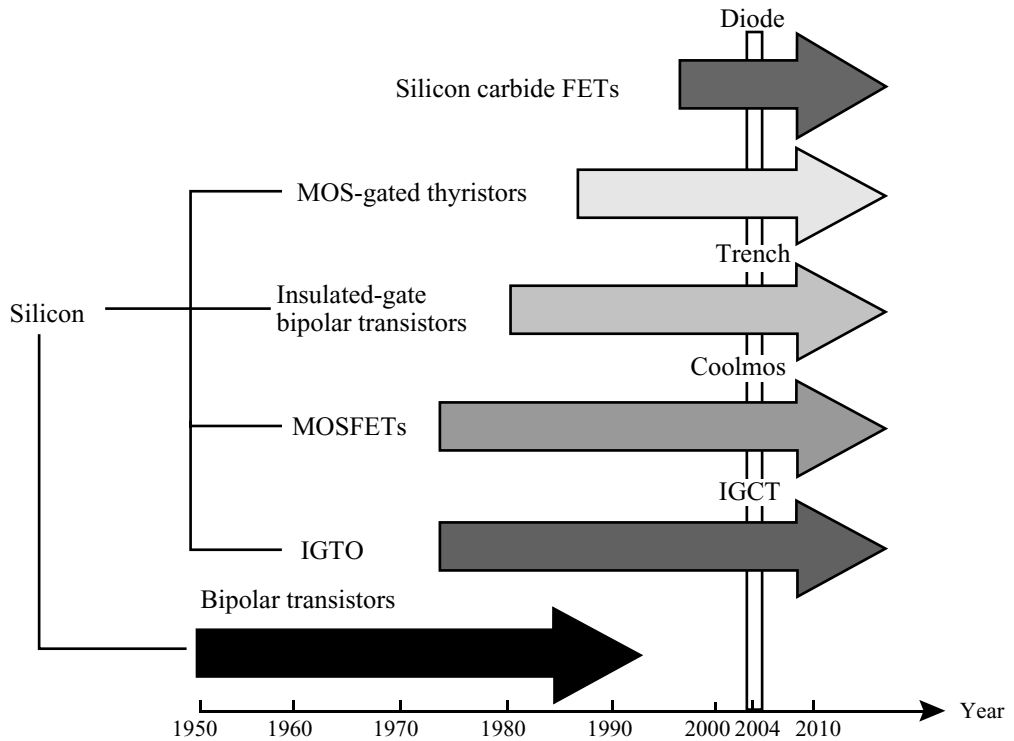 Diode
Silicon carbide FETs
MOS-gated thyristors
Trench
Silicon
Insulated-gate
bipolar transistors
Coolmos
MOSFETs
IGCT
IGTO
Bipolar transistors
1950 1960 1970 1980 1990 2000 2004 2010 Year